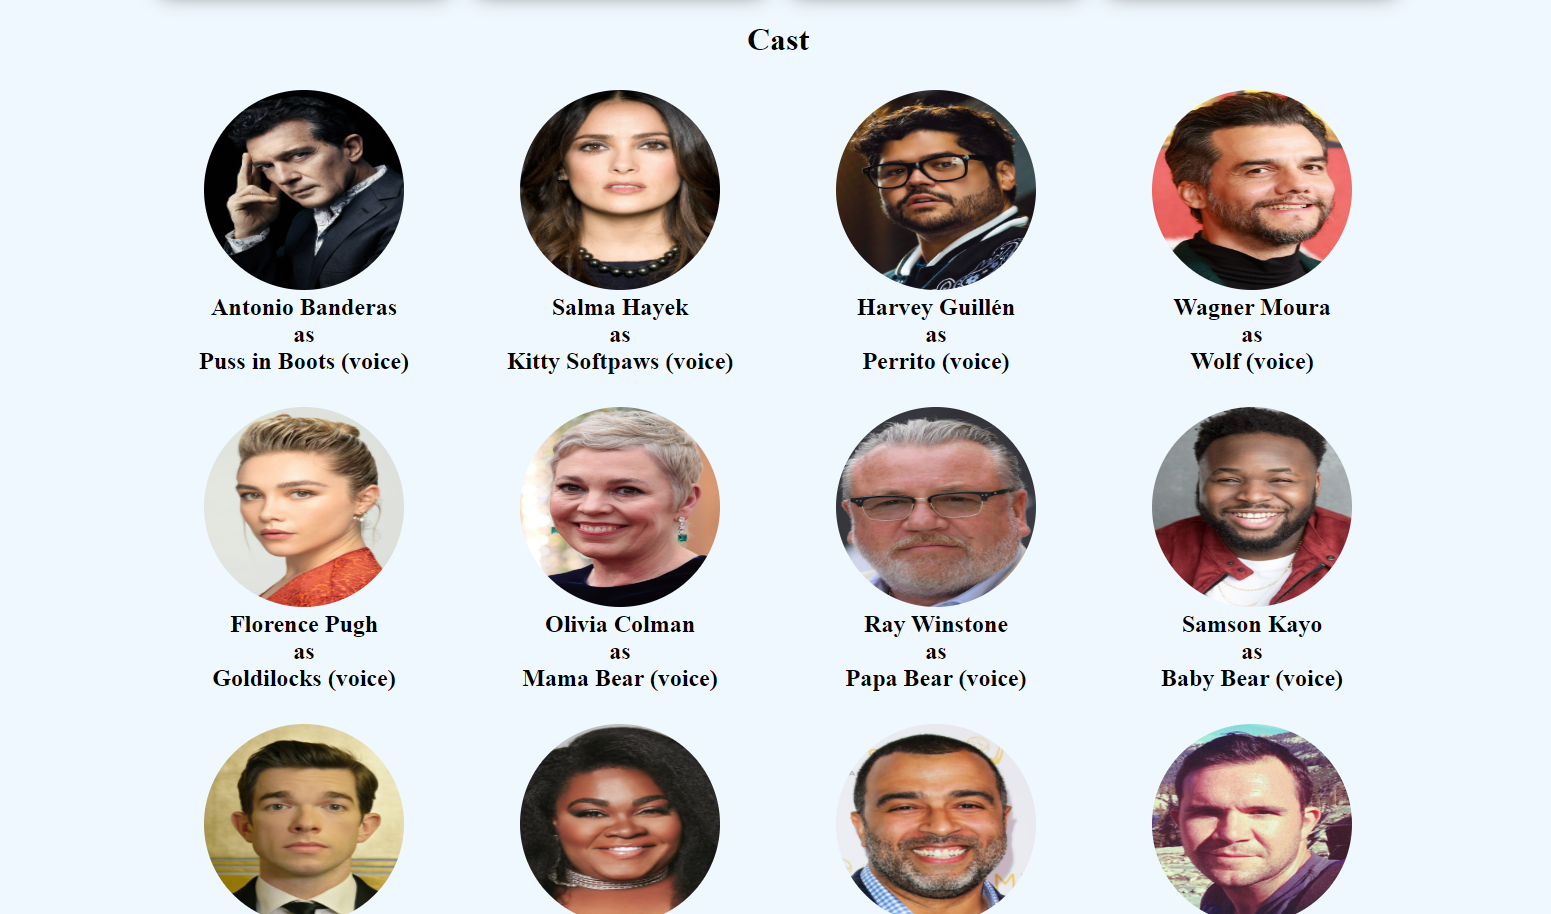 Cast
Antonio Banderas
as
Puss in Boots (voice)
Salma Hayek
as
Kitty Softpaws (voice)
Harvey Guillén
as
Perrito (voice)
Wagner Moura
as
Wolf (voice)
Florence Pugh
as
Goldilocks (voice)
Olivia Colman
as
Mama Bear (voice)
Ray Winstone
as
Papa Bear (voice)
Samson Kayo
as
Baby Bear (voice)